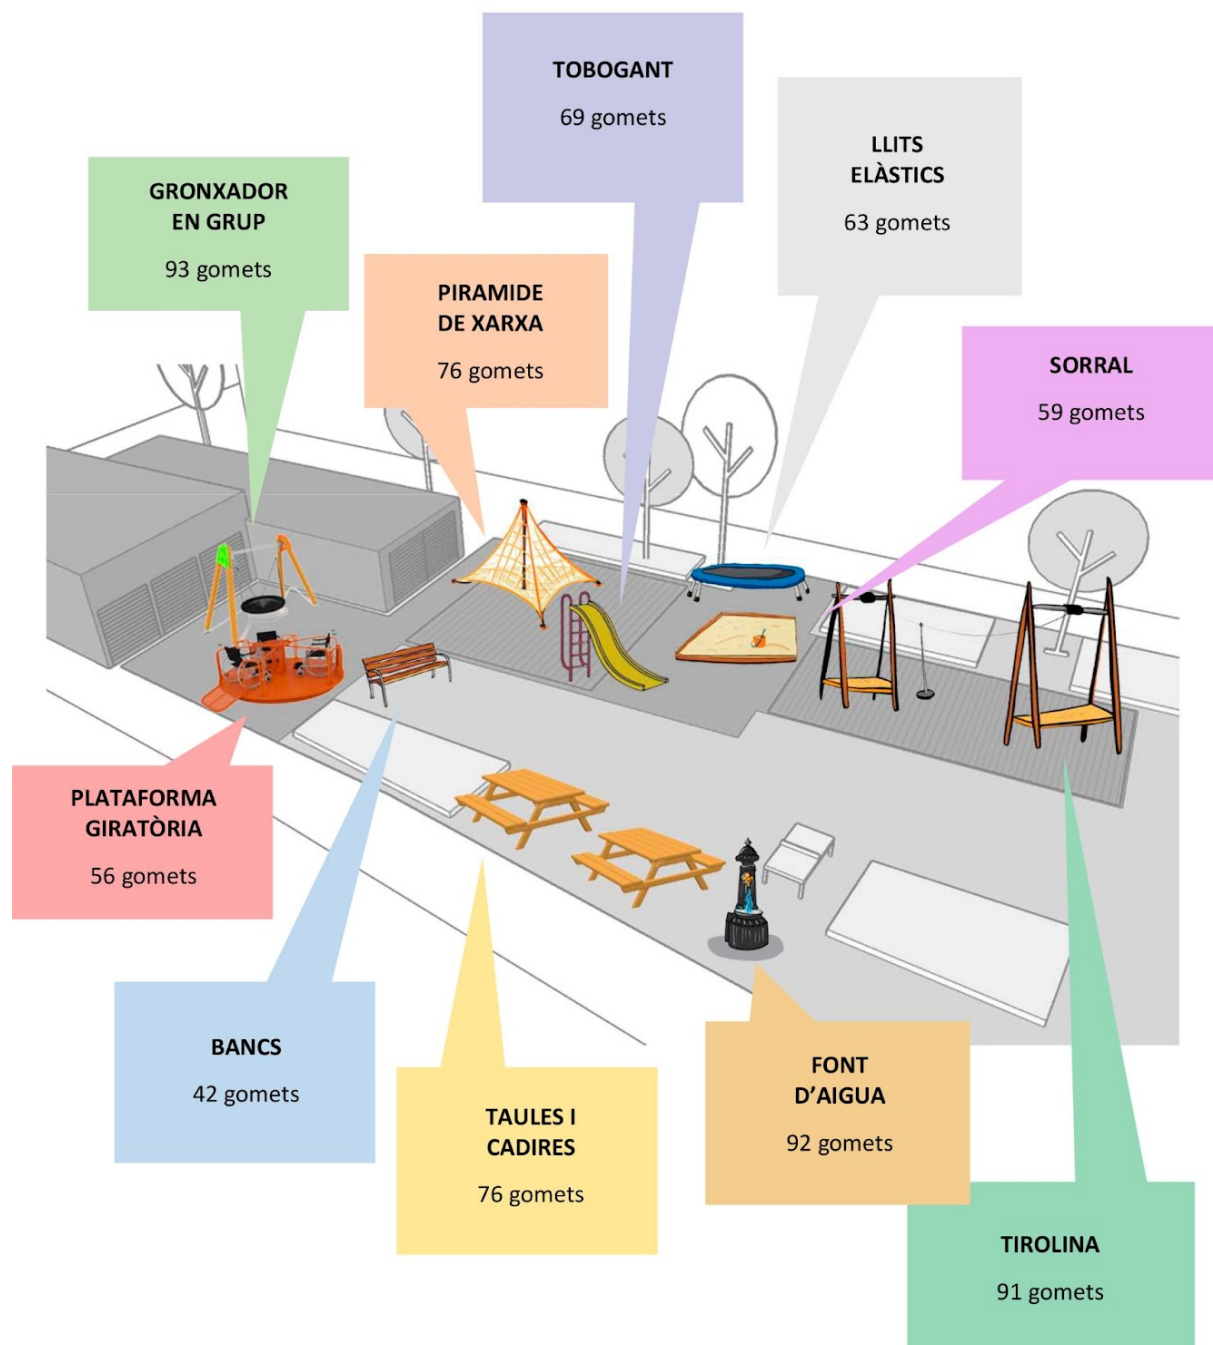 TOBOGANT
69 gomets
LLITS
ELÀSTICS
63 gomets
GRONXADOR
EN GRUP
93 gomets
PIRAMIDE
DE XARXA
76 gomets
SORRAL
59 gomets
PLATAFORMA
GIRATÒRIA
56 gomets
BANCS
42 gomets
TAULES I
CADIRES
76 gomets
FONT
D’AIGUA
92 gomets
TIROLINA
91 gomets